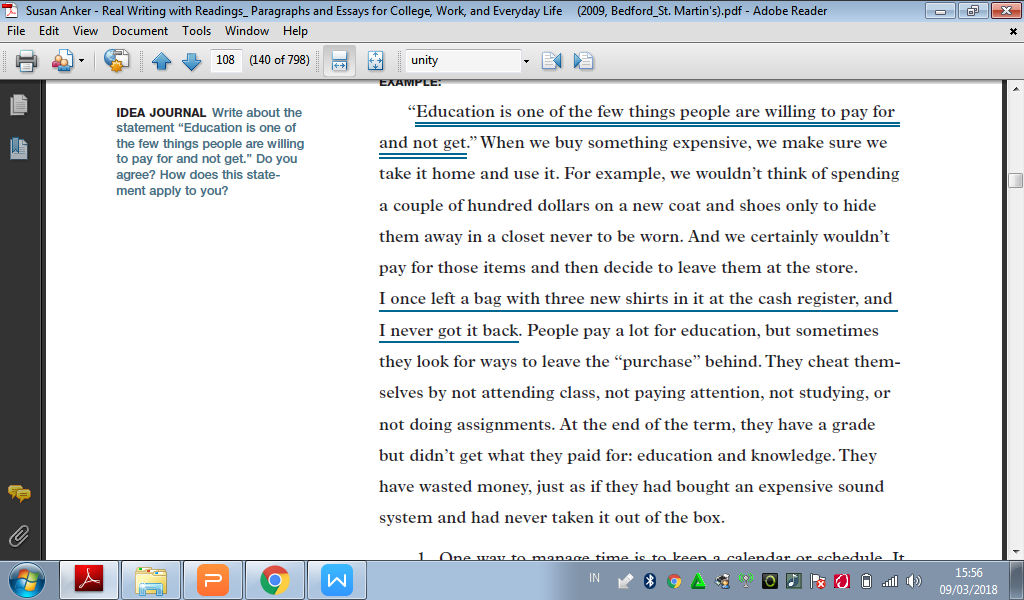 Susan Anker - Real Writing with Readings_ Paragraphs and Essays for College, Work, and Everyday Life (2009, Bedford_St. Martin's).pdf - Adobe Reader
File Edit View Document Tools Window Help
108 (140 of 798) unity
EXAMPLE:
IDEA JOURNAL Write about the
statement “Education is one of
the few things people are willing
to pay for and not get.” Do you
agree? How does this state-
ment apply to you?
“Education is one of the few things people are willing to pay for
and not get.” When we buy something expensive, we make sure we
take it home and use it. For example, we wouldn’t think of spending
a couple of hundred dollars on a new coat and shoes only to hide
them away in a closet never to be worn. And we certainly wouldn’t
pay for those items and then decide to leave them at the store.
I once left a bag with three new shirts in it at the cash register, and
I never got it back. People pay a lot for education, but sometimes
they look for ways to leave the “purchase” behind. They cheat them-
selves by not attending class, not paying attention, not studying, or
not doing assignments. At the end of the term, they have a grade
but didn’t get what they paid for: education and knowledge. They
have wasted money, just as if they had bought an expensive sound
system and had never taken it out of the box.
1. One way to manage time is to keep a calendar or schedule. It
IN
15:56
09/03/2018